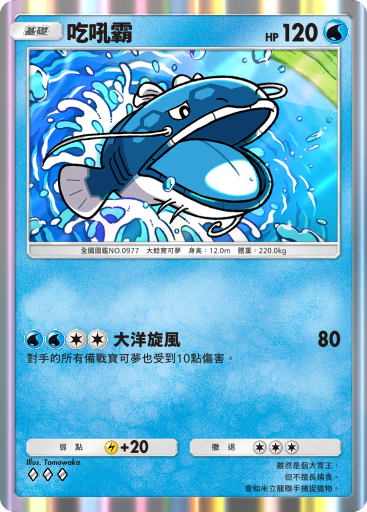 基礎 吃吼霸 HP 120
全國圖鑑NO.0977 大鯰寶可夢 身高:12.0m 體重:220.0kg
大洋旋風 80
對手的所有備戰寶可夢也受到10點傷害。
弱點 +20 撤退
Illus. Tomowaka
雖然是個大胃王,
但不擅長捕食。
會和米立龍聯手捕捉獵物。